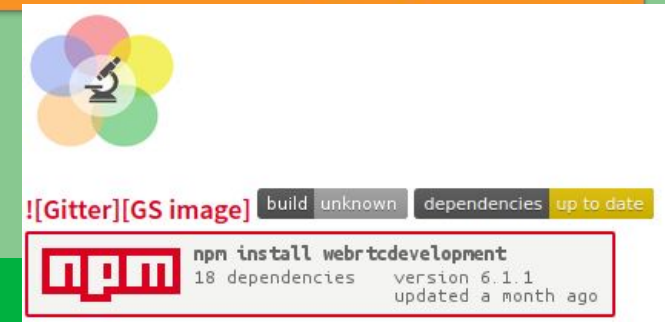 ![Gitter][GS image] build unknown dependencies up to date
npm npm install webrtcdevelopment
18 dependencies version 6.1.1
updated a month ago